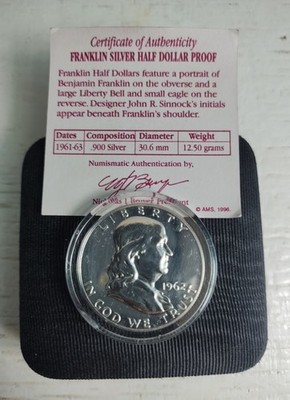 Certificate of Authenticity
FRANKLIN SILVER HALF DOLLAR PROOF
Franklin Half Dollars feature a portrait of
Benjamin Franklin on the obverse and a
large Liberty Bell and small eagle on
the reverse. Designer John R. Sinnock's initials
appear beneath Franklin's shoulder.
Dates Composition Diameter Weight
1961-63 .900 Silver 30.6 mm 12.50 grams
Numismatic Authentication by,
© AMS, 1996
LIBERTY
1962
IN GOD WE TRUST